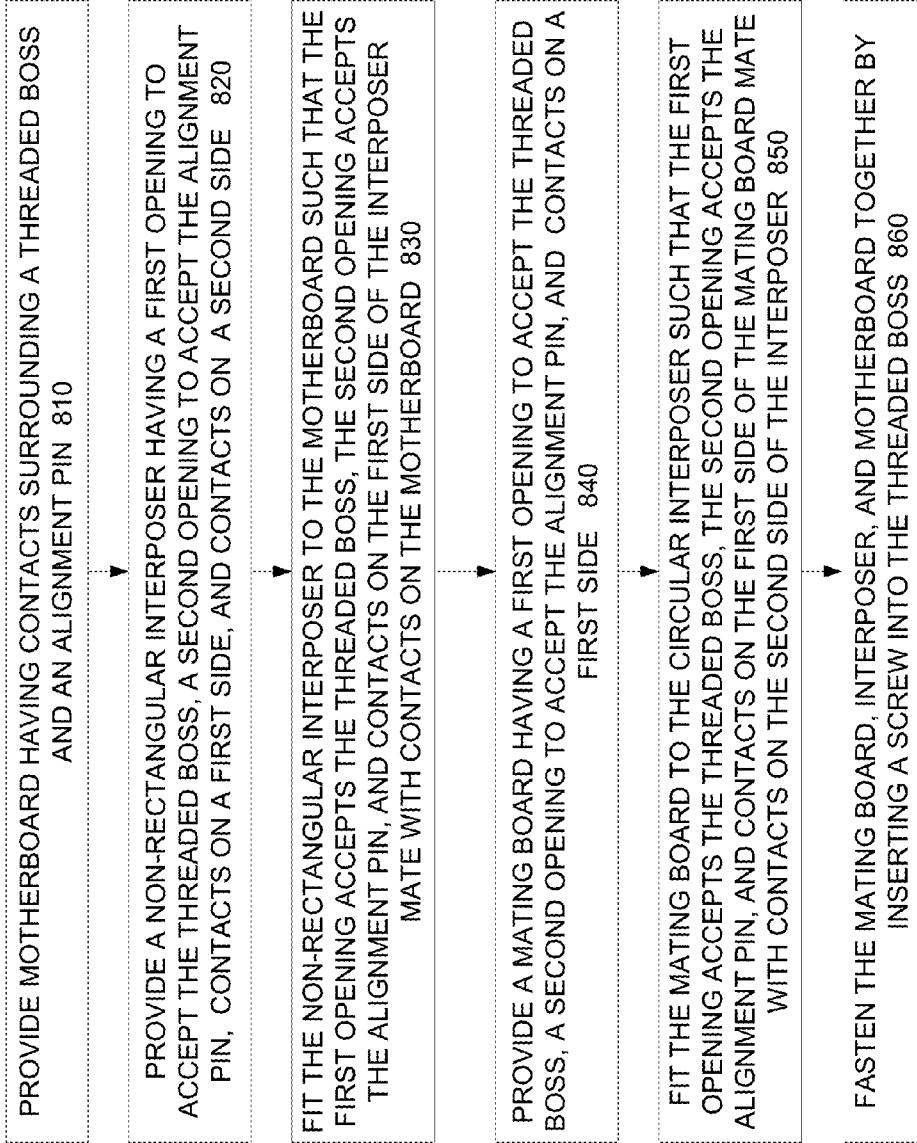 PROVIDE MOTHERBOARD HAVING CONTACTS SURROUNDING A THREADED BOSS
AND AN ALIGNMENT PIN 810
PROVIDE A NON-RECTANGULAR INTERPOSER HAVING A FIRST OPENING TO
ACCEPT THE THREADED BOSS, A SECOND OPENING TO ACCEPT THE ALIGNMENT
PIN, CONTACTS ON A FIRST SIDE, AND CONTACTS ON A SECOND SIDE 820
FIT THE NON-RECTANGULAR INTERPOSER TO THE MOTHERBOARD SUCH THAT THE
FIRST OPENING ACCEPTS THE THREADED BOSS, THE SECOND OPENING ACCEPTS
THE ALIGNMENT PIN, AND CONTACTS ON THE FIRST SIDE OF THE INTERPOSER
MATE WITH CONTACTS ON THE MOTHERBOARD 830
PROVIDE A MATING BOARD HAVING A FIRST OPENING TO ACCEPT THE THREADED
BOSS, A SECOND OPENING TO ACCEPT THE ALIGNMENT PIN, AND CONTACTS ON A
FIRST SIDE 840
FIT THE MATING BOARD TO THE CIRCULAR INTERPOSER SUCH THAT THE FIRST
OPENING ACCEPTS THE THREADED BOSS, THE SECOND OPENING ACCEPTS THE
ALIGNMENT PIN, AND CONTACTS ON THE FIRST SIDE OF THE MATING BOARD MATE
WITH CONTACTS ON THE SECOND SIDE OF THE INTERPOSER 850
FASTEN THE MATING BOARD, INTERPOSER, AND MOTHERBOARD TOGETHER BY
INSERTING A SCREW INTO THE THREADED BOSS 860